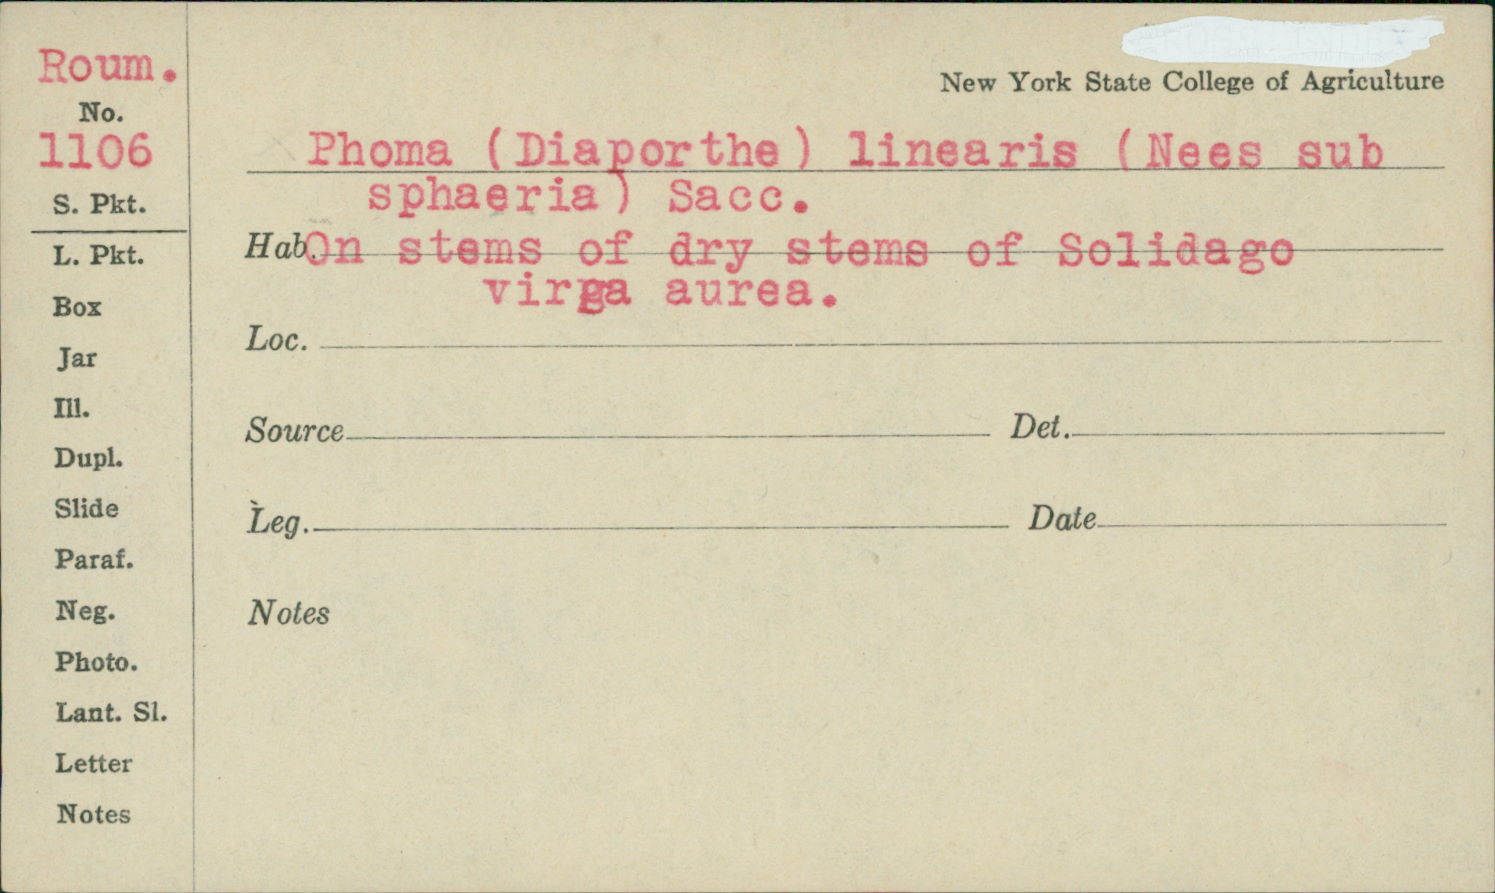 Roum.
No.
1106
S. Pkt.
L. Pkt.
Box
Jar
Ill.
Dupl.
Slide
Paraf.
Neg.
Photo.
Lant. Sl.
Letter
Notes
New York State College of Agriculture
Phoma (Diaporthe) linearis (Nees sub
sphaeria) Sacc.
Hab. On stems of dry stems of Solidago
virga aurea.
Loc.
Source Det.
Leg. Date
Notes